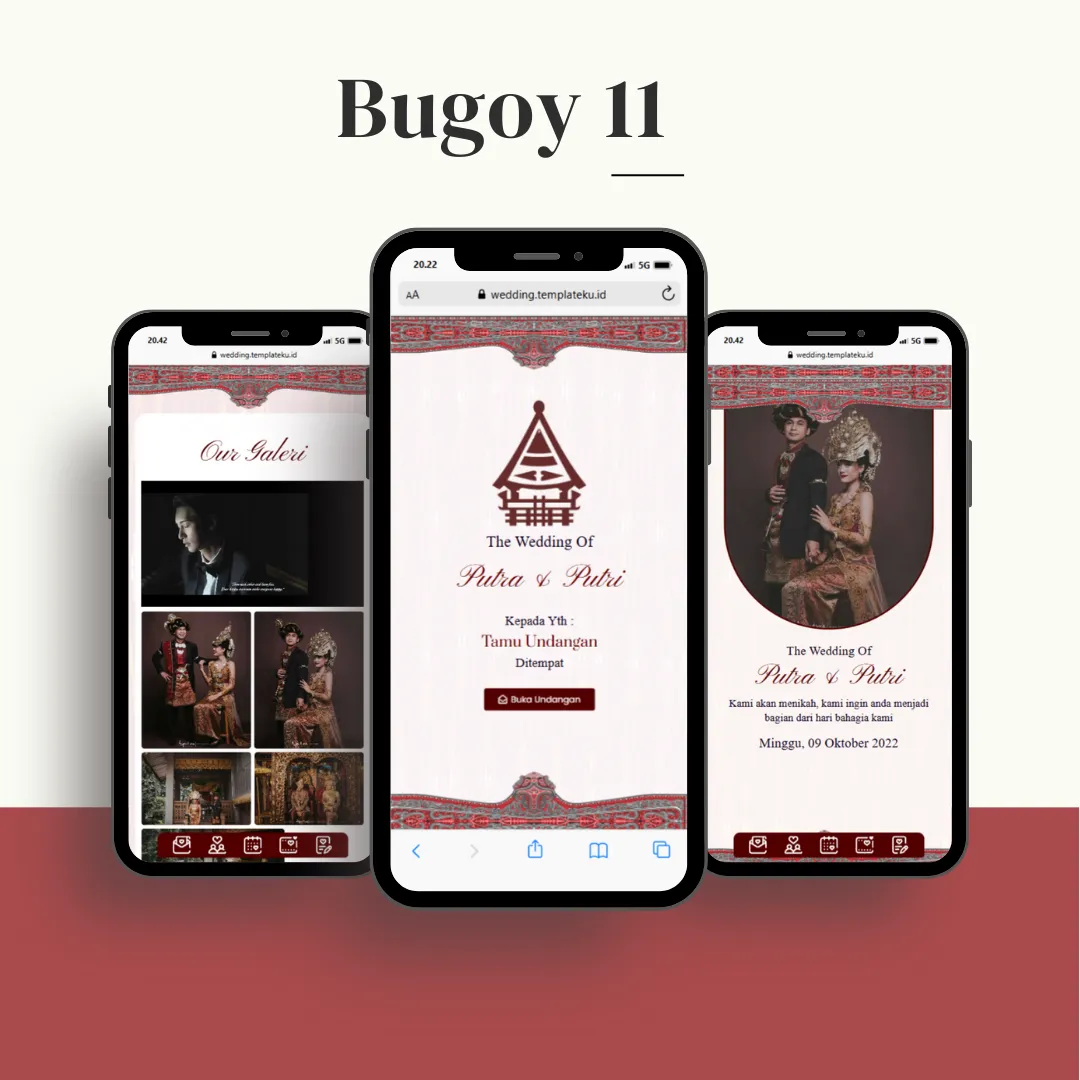 Bugoy 11
20.42
5G
wedding.templateku.id
Our Galeri
20.22
5G
AA
wedding.templateku.id
The Wedding Of
Putra & Putri
Kepada Yth :
Tamu Undangan
Ditempat
Buka Undangan
20.42
5G
wedding.templateku.id
The Wedding Of
Putra & Putri
Kami akan menikah, kami ingin anda menjadi
bagian dari hari bahagia kami
Minggu, 09 Oktober 2022